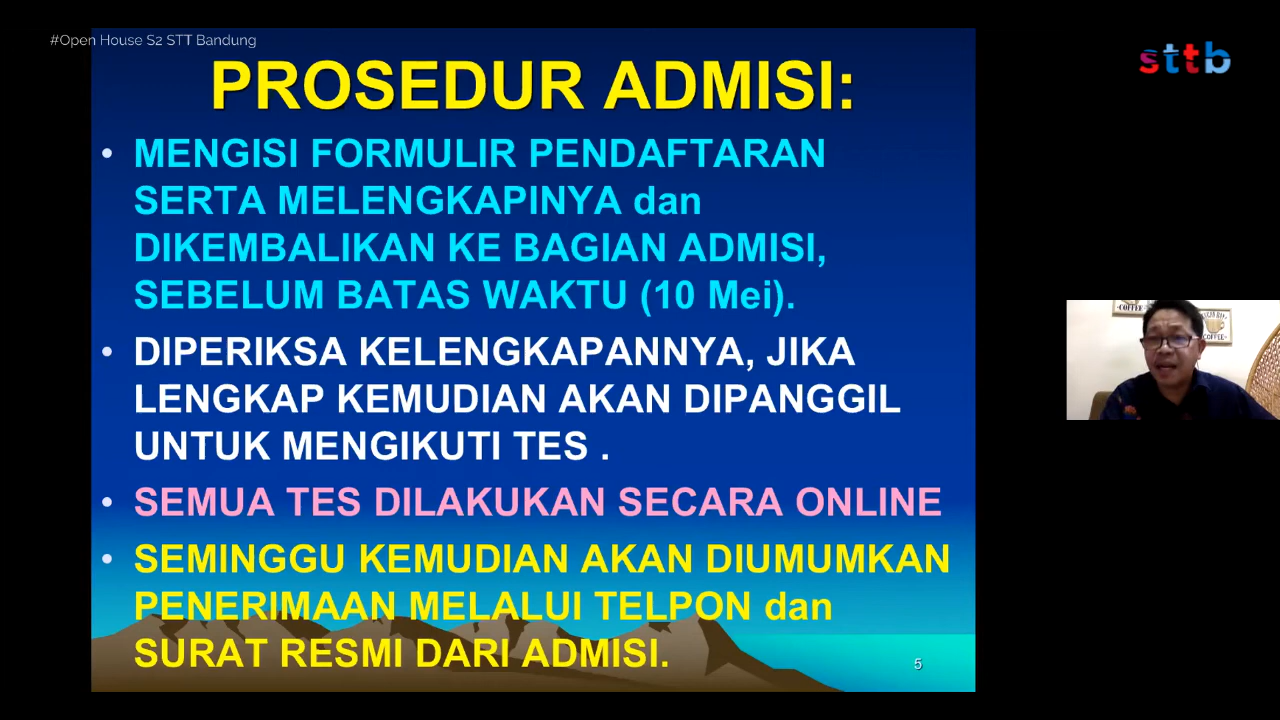 #Open House S2 STT Bandung
sttb
PROSEDUR ADMISI:
• MENGISI FORMULIR PENDAFTARAN
SERTA MELENGKAPINYA dan
DIKEMBALIKAN KE BAGIAN ADMISI,
SEBELUM BATAS WAKTU (10 Mei).
• DIPERIKSA KELENGKAPANNYA, JIKA
LENGKAP KEMUDIAN AKAN DIPANGGIL
UNTUK MENGIKUTI TES .
• SEMUA TES DILAKUKAN SECARA ONLINE
• SEMINGGU KEMUDIAN AKAN DIUMUMKAN
PENERIMAAN MELALUI TELPON dan
SURAT RESMI DARI ADMISI.
5
COFFEE
COFFEE